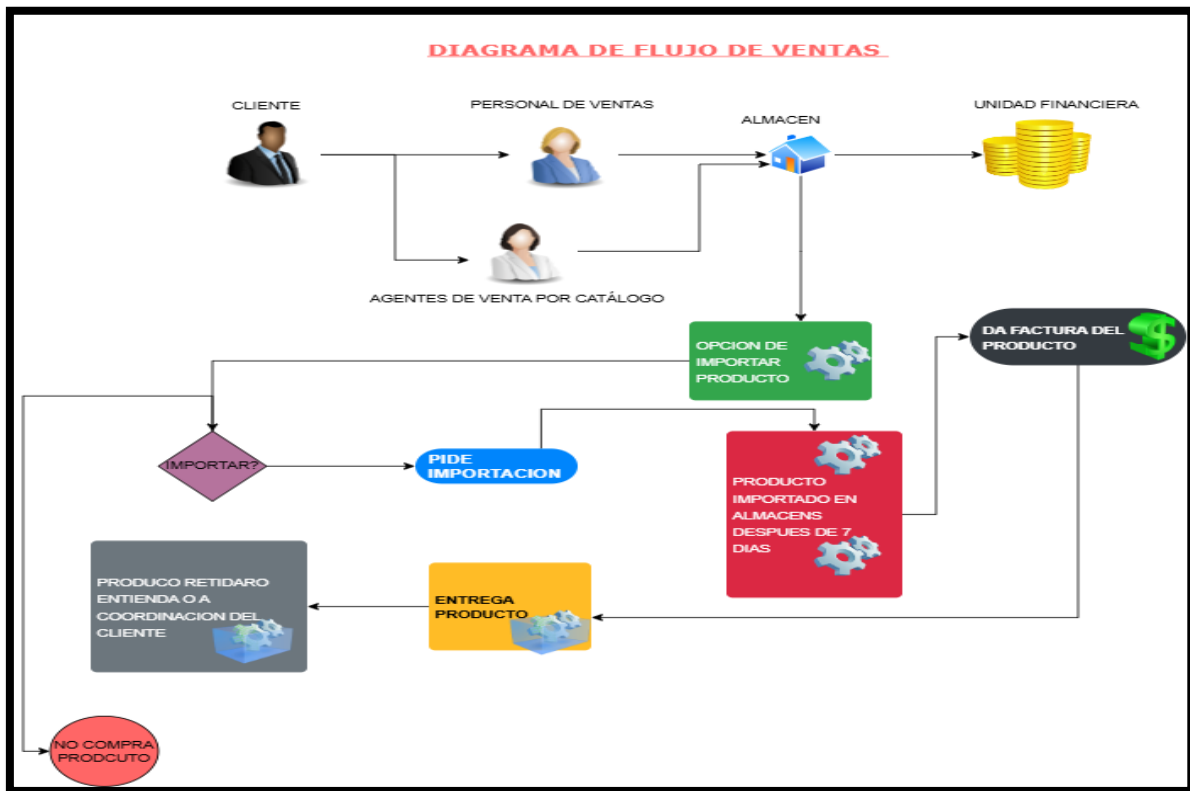 DIAGRAMA DE FLUJO DE VENTAS
CLIENTE
PERSONAL DE VENTAS
ALMACEN
UNIDAD FINANCIERA
AGENTES DE VENTA POR CATÁLOGO
OPCION DE
IMPORTAR
PRODUCTO
DA FACTURA DEL
PRODUCTO
IMPORTAR?
PIDE
IMPORTACION
PRODUCTO
IMPORTADO EN
ALMACENS
DESPUES DE 7
DIAS
PRODUCO RETIDARO
ENTIENDA O A
COORDINACION DEL
CLIENTE
ENTREGA
PRODUCTO
NO COMPRA
PRODCUTO